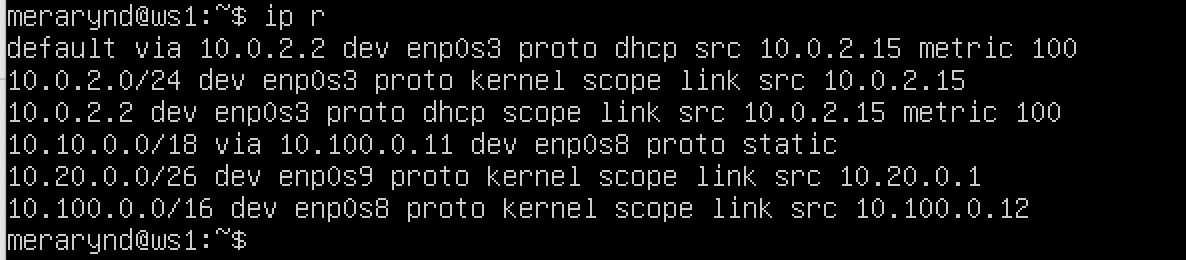 merarynd@ws1:~$ ip r
default via 10.0.2.2 dev enp0s3 proto dhcp src 10.0.2.15 metric 100
10.0.2.0/24 dev enp0s3 proto kernel scope link src 10.0.2.15
10.0.2.2 dev enp0s3 proto dhcp scope link src 10.0.2.15 metric 100
10.10.0.0/18 via 10.100.0.11 dev enp0s8 proto static
10.20.0.0/26 dev enp0s9 proto kernel scope link src 10.20.0.1
10.100.0.0/16 dev enp0s8 proto kernel scope link src 10.100.0.12
merarynd@ws1:~$